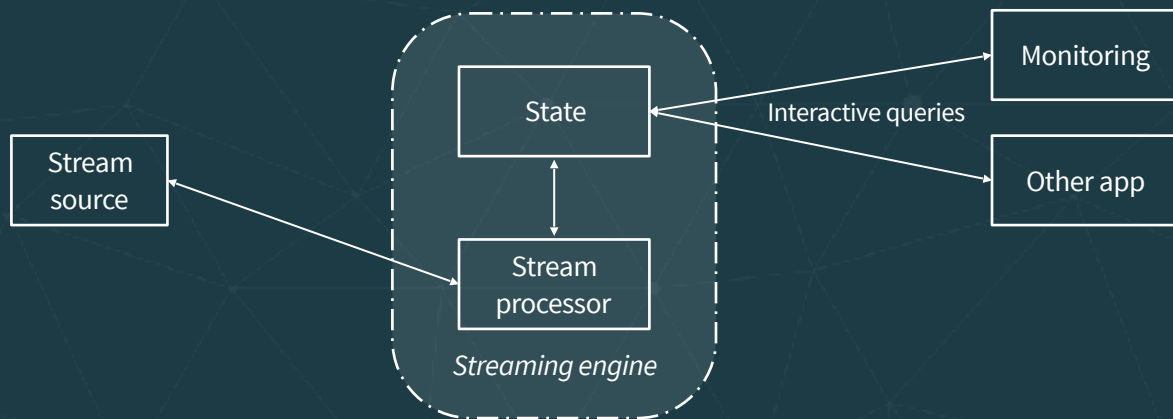 Stream
source
State
Stream
processor
Streaming engine
Interactive queries
Monitoring
Other app